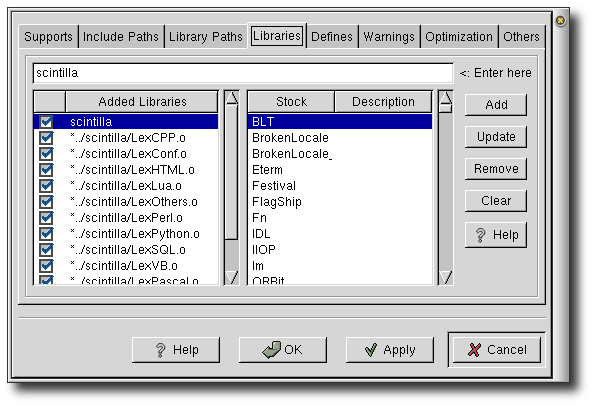 Supports Include Paths Library Paths Libraries Defines Warnings Optimization Others
scintilla <: Enter here
Added Libraries
scintilla
*../scintilla/LexCPP.o
*../scintilla/LexConf.o
*../scintilla/LexHTML.o
*../scintilla/LexLua.o
*../scintilla/LexOthers.o
*../scintilla/LexPerl.o
*../scintilla/LexPython.o
*../scintilla/LexSQL.o
*../scintilla/LexVB.o
*../scintilla/LexPascal.o
Stock Description
BLT
BrokenLocale
BrokenLocale_
Eterm
Festival
FlagShip
Fn
IDL
IIOP
Im
ORBit
Add
Update
Remove
Clear
Help
Help OK Apply Cancel